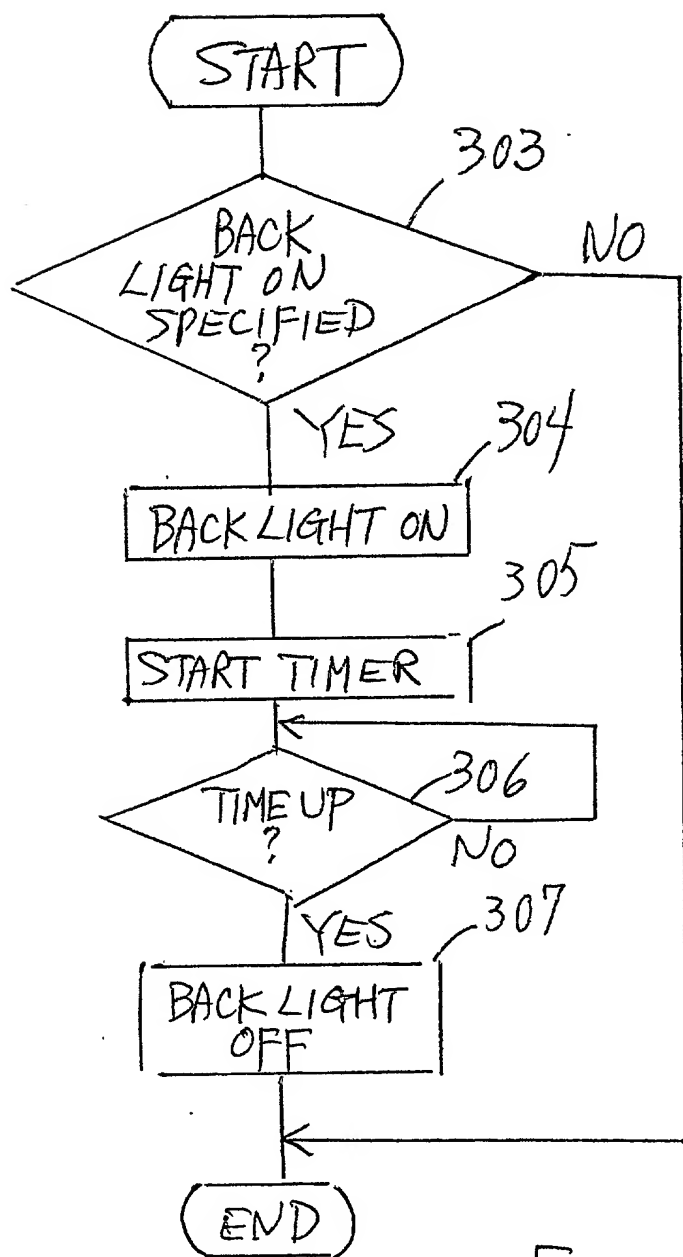 START
303
BACK
LIGHT ON
SPECIFIED
?
NO
YES
304
BACK LIGHT ON
305
START TIMER
306
TIME UP
?
NO
YES
307
BACK LIGHT
OFF
END